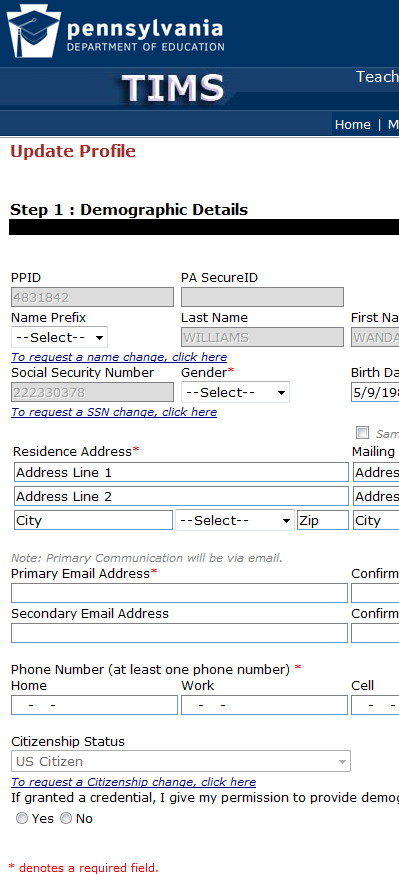 pennsylvania
DEPARTMENT OF EDUCATION
TIMS
Teach
Home | M
Update Profile
Step 1 : Demographic Details
PPID PA SecureID
4831842
Name Prefix Last Name First Na
--Select-- WILLIAMS WANDA
To request a name change, click here
Social Security Number Gender* Birth Da
222330378 --Select-- 5/9/198
To request a SSN change, click here
Sam
Residence Address* Mailing
Address Line 1 Addres
Address Line 2 Addres
City --Select-- Zip City
Note: Primary Communication will be via email.
Primary Email Address* Confirm
Secondary Email Address Confirm
Phone Number (at least one phone number) *
Home Work Cell
- - - - - -
Citizenship Status
US Citizen
To request a Citizenship change, click here
If granted a credential, I give my permission to provide demog
Yes No
* denotes a required field.